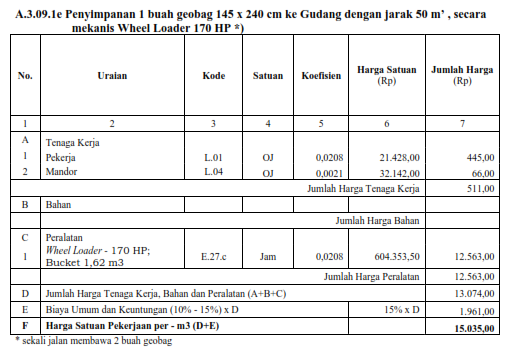 A.3.09.1e Penyimpanan 1 buah geobag 145 x 240 cm ke Gudang dengan jarak 50 m' , secara
mekanis Wheel Loader 170 HP *)
No. Uraian Kode Satuan Koefisien Harga Satuan (Rp) Jumlah Harga (Rp)
1 2 3 4 5 6 7
A Tenaga Kerja
1 Pekerja L.01 OJ 0,0208 21.428,00 445,00
2 Mandor L.04 OJ 0,0021 32.142,00 66,00
Jumlah Harga Tenaga Kerja 511,00
B Bahan
Jumlah Harga Bahan
C Peralatan
1 Wheel Loader - 170 HP; Bucket 1,62 m3 E.27.c Jam 0,0208 604.353,50 12.563,00
Jumlah Harga Peralatan 12.563,00
D Jumlah Harga Tenaga Kerja, Bahan dan Peralatan (A+B+C) 13.074,00
E Biaya Umum dan Keuntungan (10% - 15%) x D 15% x D 1.961,00
F Harga Satuan Pekerjaan per - m3 (D+E) 15.035,00
* sekali jalan membawa 2 buah geobag